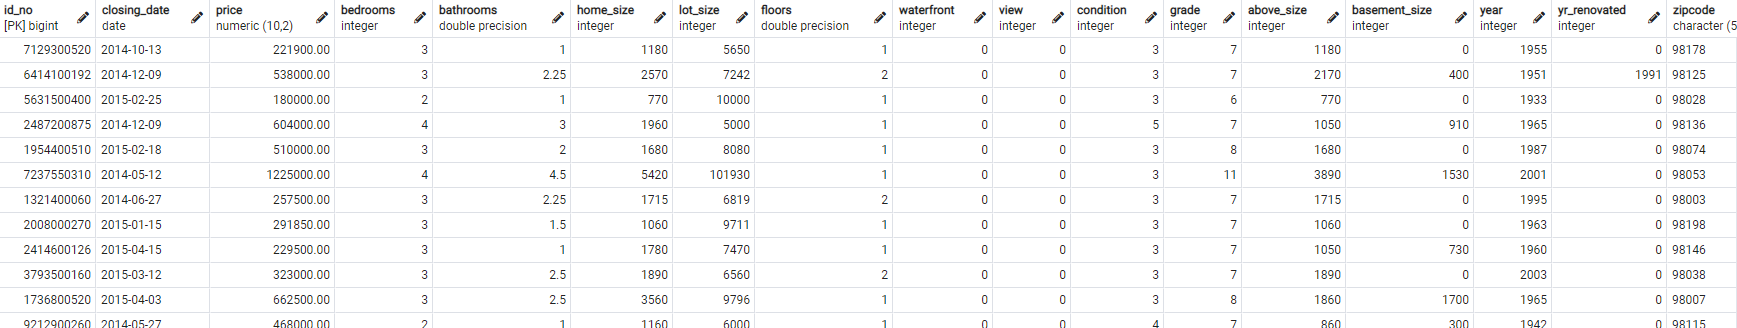 id_no closing_date price bedrooms bathrooms home_size lot_size floors waterfront view condition grade above_size basement_size year yr_renovated zipcode
[PK] bigint date numeric (10,2) integer double precision integer integer double precision integer integer integer integer integer integer integer integer character (5
7129300520 2014-10-13 221900.00 3 1 1180 5650 1 0 0 3 7 1180 0 1955 0 98178
6414100192 2014-12-09 538000.00 3 2.25 2570 7242 2 0 0 3 7 2170 400 1951 1991 98125
5631500400 2015-02-25 180000.00 2 1 770 10000 1 0 0 3 6 770 0 1933 0 98028
2487200875 2014-12-09 604000.00 4 3 1960 5000 1 0 0 5 7 1050 910 1965 0 98136
1954400510 2015-02-18 510000.00 3 2 1680 8080 1 0 0 3 8 1680 0 1987 0 98074
7237550310 2014-05-12 1225000.00 4 4.5 5420 101930 1 0 0 3 11 3890 1530 2001 0 98053
1321400060 2014-06-27 257500.00 3 2.25 1715 6819 2 0 0 3 7 1715 0 1995 0 98003
2008000270 2015-01-15 291850.00 3 1.5 1060 9711 1 0 0 3 7 1060 0 1963 0 98198
2414600126 2015-04-15 229500.00 3 1 1780 7470 1 0 0 3 7 1050 730 1960 0 98146
3793500160 2015-03-12 323000.00 3 2.5 1890 6560 2 0 0 3 7 1890 0 2003 0 98038
1736800520 2015-04-03 662500.00 3 2.5 3560 9796 1 0 0 3 8 1860 1700 1965 0 98007
9212900260 2014-05-27 468000.00 2 1 1160 6000 1 0 0 4 7 860 300 1942 0 98115